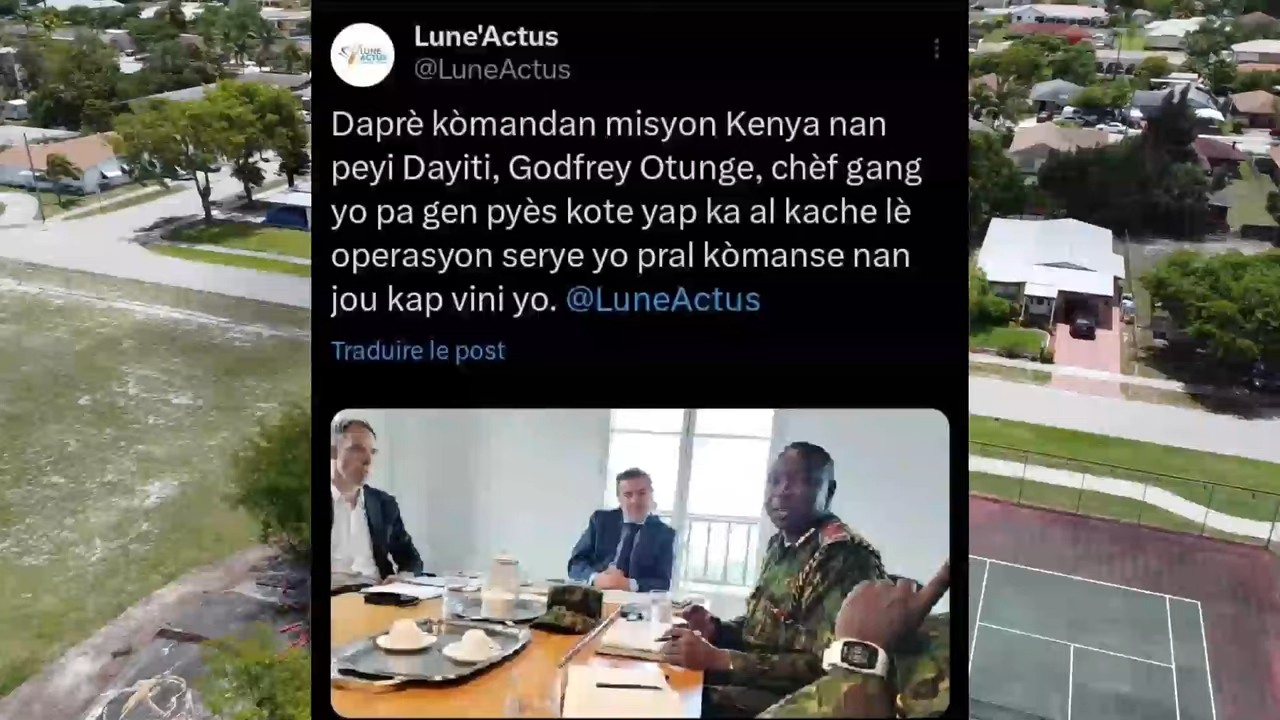 Lune'Actus
@LuneActus
Daprè kòmandan misyon Kenya nan
peyi Dayiti, Godfrey Otunge, chèf gang
yo pa gen pyès kote yap ka al kache lè
operasyon serye yo pral kòmanse nan
jou kap vini yo. @LuneActus
Traduire le post
LUNE
ACTUS